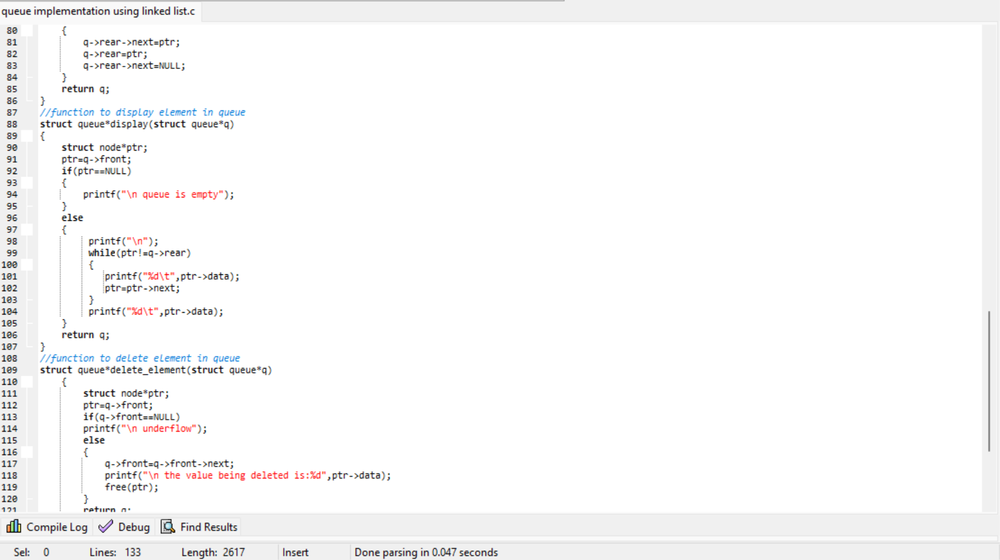 queue implementation using linked list.c
80 {
81 q->rear->next=ptr;
82 q->rear=ptr;
83 q->rear->next=NULL;
84 }
85 return q;
86 }
87 //function to display element in queue
88 struct queue*display(struct queue*q)
89 {
90 struct node*ptr;
91 ptr=q->front;
92 if(ptr==NULL)
93 {
94 printf("\n queue is empty");
95 }
96 else
97 {
98 printf("\n");
99 while(ptr!=q->rear)
100 {
101 printf("%d\t",ptr->data);
102 ptr=ptr->next;
103 }
104 printf("%d\t",ptr->data);
105 }
106 return q;
107 }
108 //function to delete element in queue
109 struct queue*delete_element(struct queue*q)
110 {
111 struct node*ptr;
112 ptr=q->front;
113 if(q->front==NULL)
114 printf("\n underflow");
115 else
116 {
117 q->front=q->front->next;
118 printf("\n the value being deleted is:%d",ptr->data);
119 free(ptr);
120 }
121 return q;
Compile Log Debug Find Results
Sel: 0 Lines: 133 Length: 2617 Insert Done parsing in 0.047 seconds